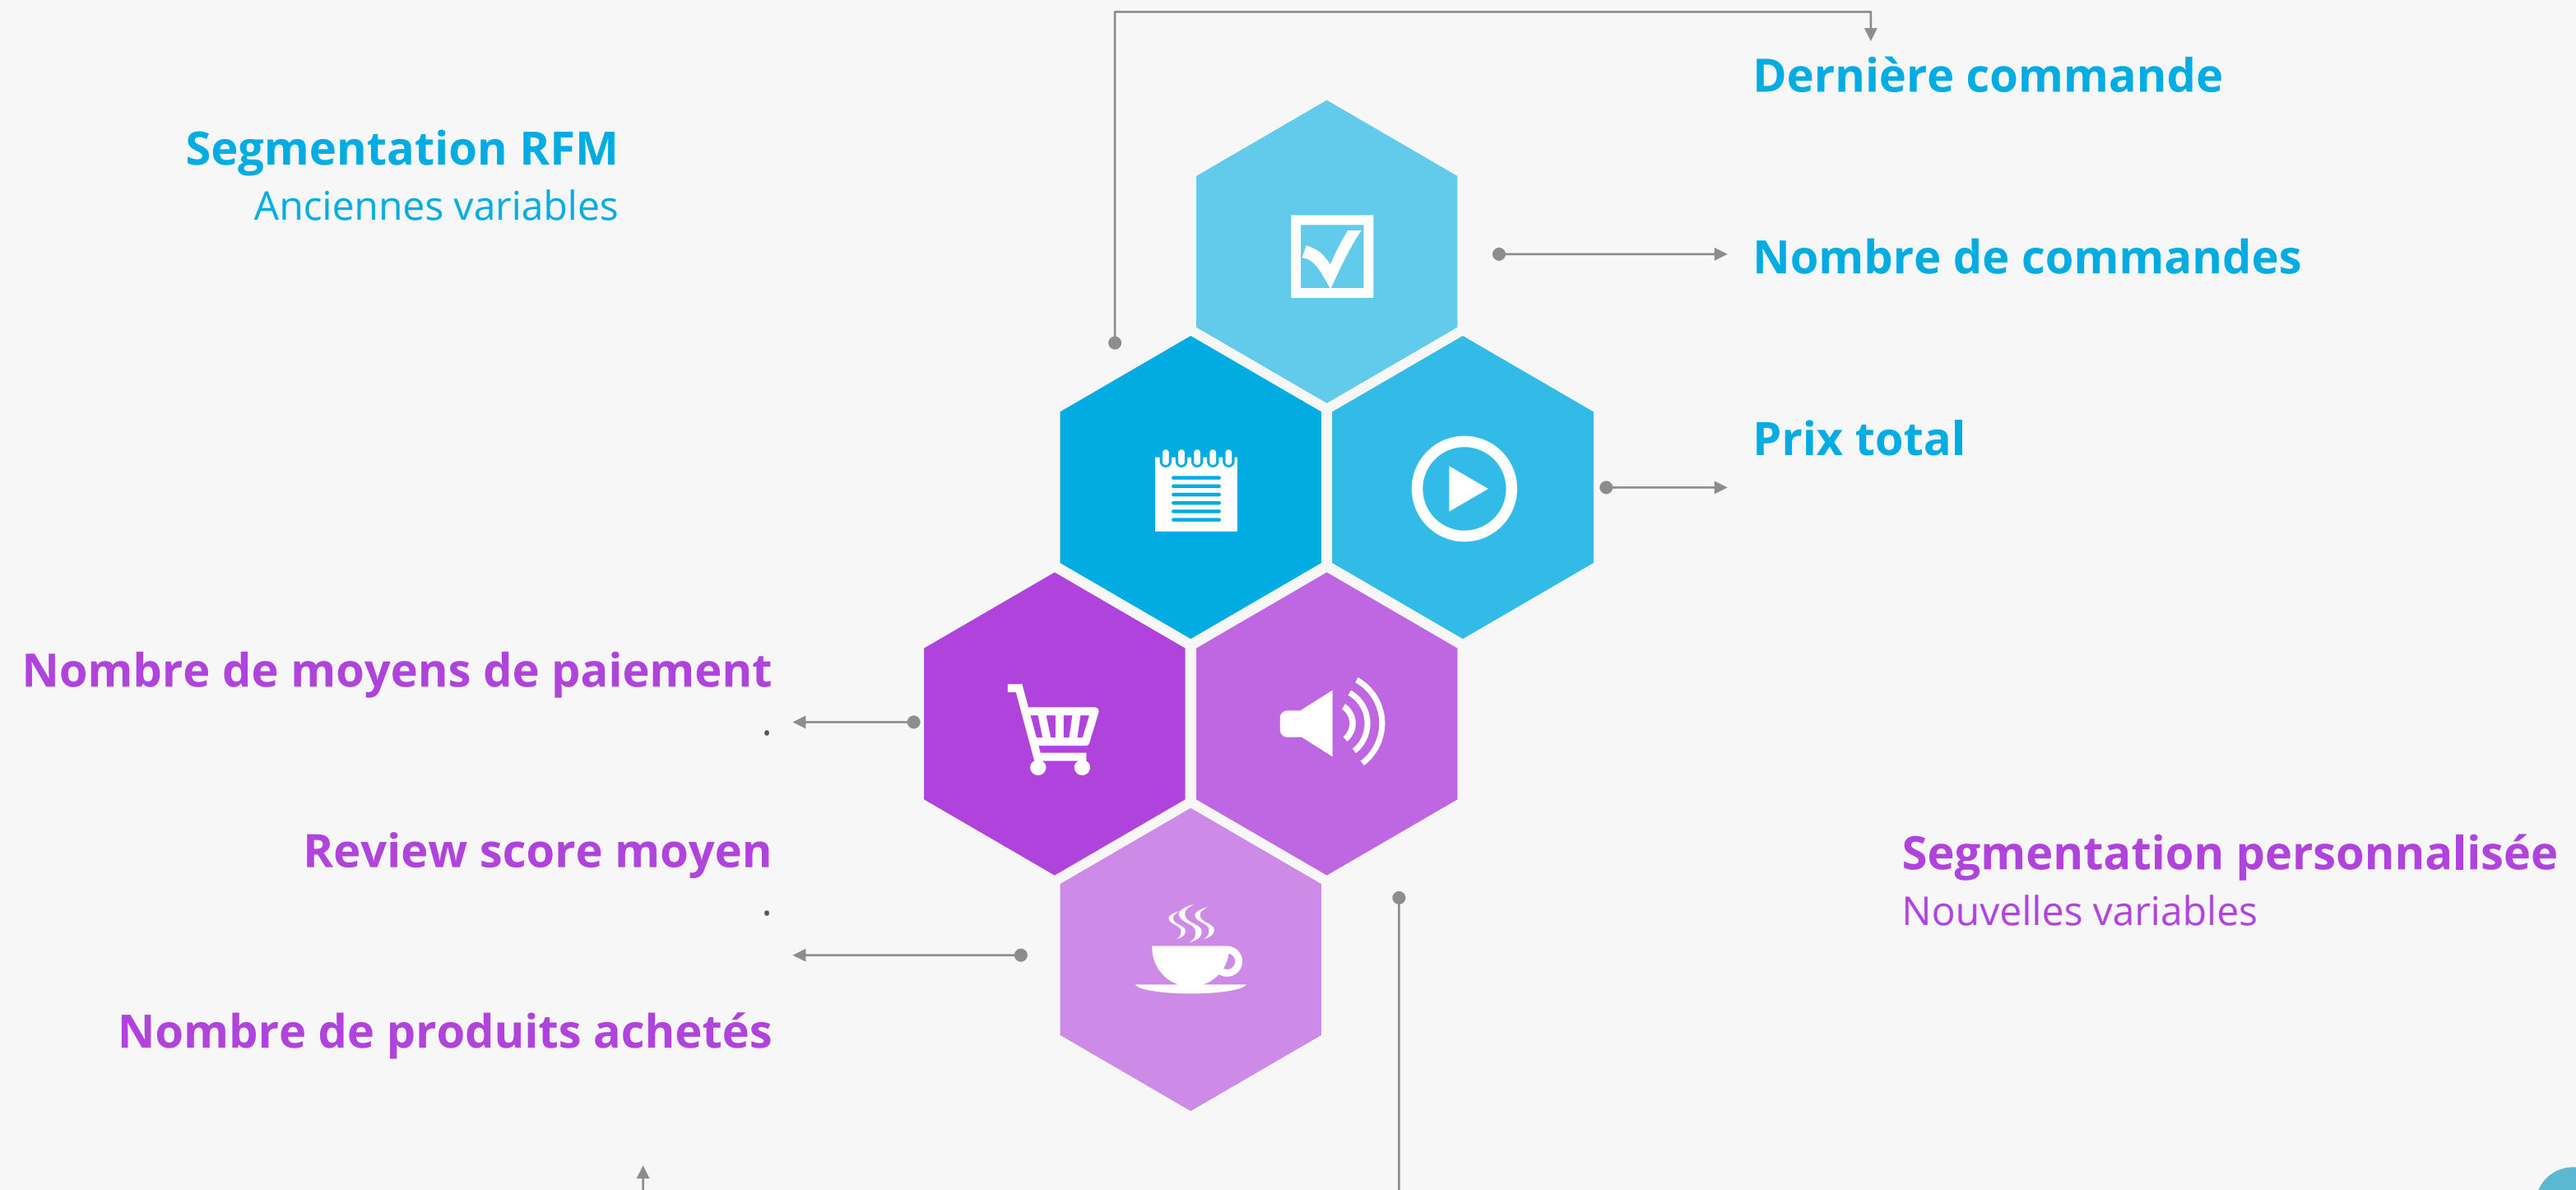 Segmentation RFM
Anciennes variables
Dernière commande
Nombre de commandes
Prix total
Nombre de moyens de paiement
.
Review score moyen
.
Nombre de produits achetés
Segmentation personnalisée
Nouvelles variables